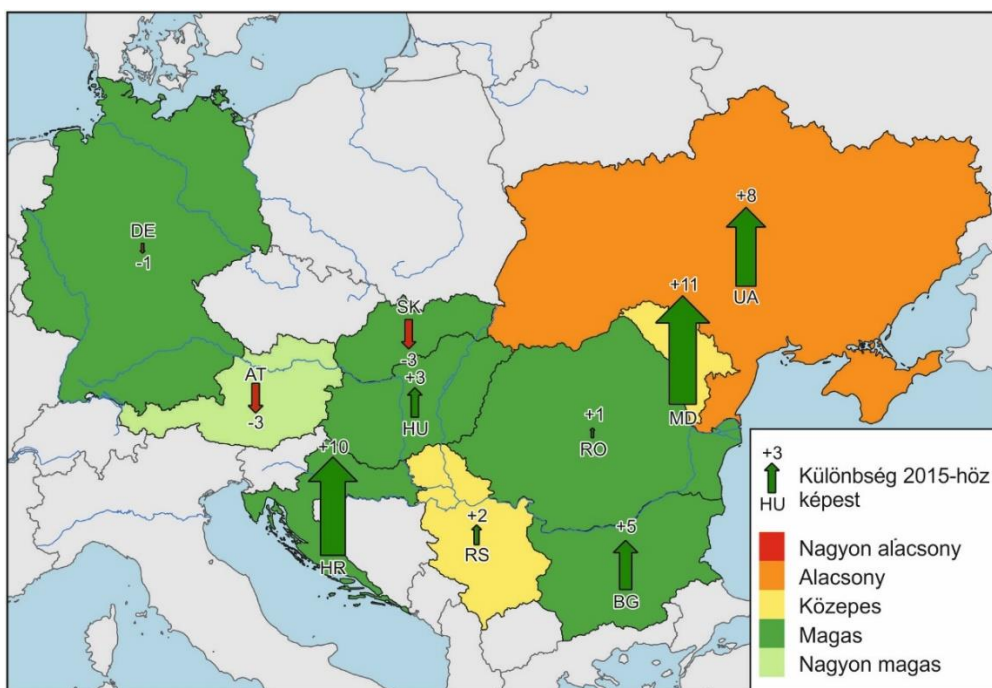 DE
-1
SK
-3
AT
-3
+3
HU
+10
HR
+2
RS
+1
RO
+5
BG
+11
MD
+8
UA
+3
HU
Különbség 2015-höz
képest
Nagyon alacsony
Alacsony
Közepes
Magas
Nagyon magas